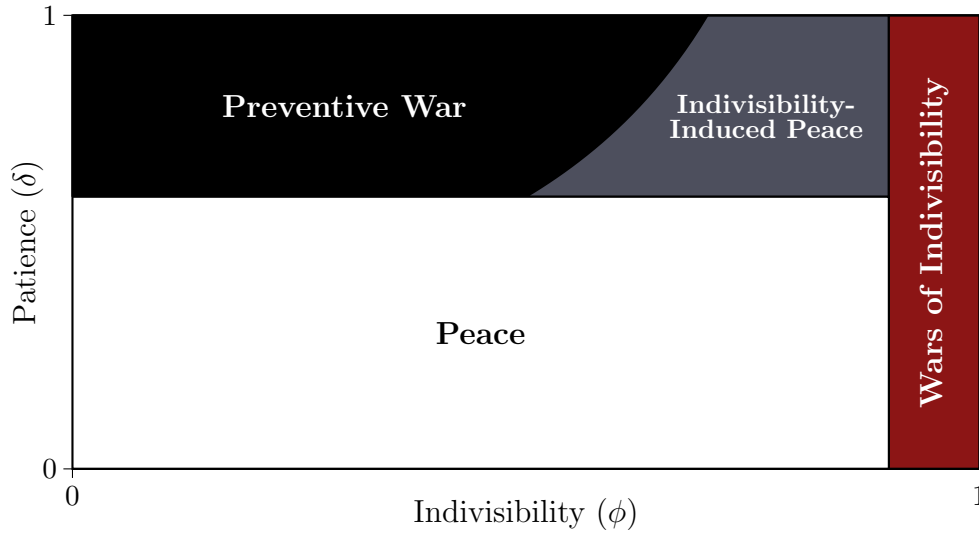 1
Preventive War
Indivisibility-
Induced Peace
Wars of Indivisibility
Patience (δ)
Peace
0
0
1
Indivisibility (ϕ)